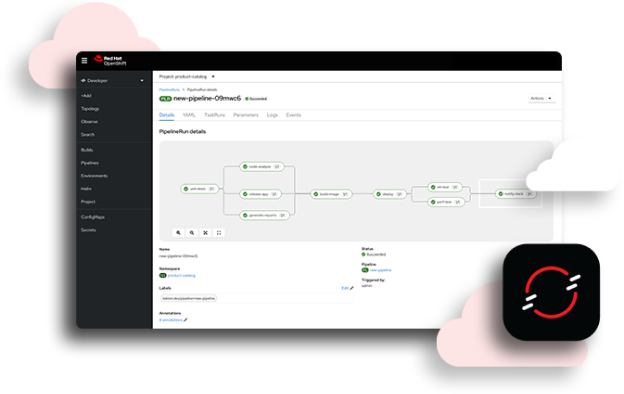 Red Hat
OpenShift
Developer
+Add
Topology
Observe
Search
Builds
Pipelines
Environments
Helm
Project
ConfigMaps
Secrets
Project: product-catalog
PipelineRuns > PipelineRun details
PLR new-pipeline-09mwc6 Succeeded
Actions
Details YAML TaskRuns Parameters Logs Events
PipelineRun details
unit-tests
code-analysis
release-app
generate-reports
build-image
deploy
int-test
perf-test
notify-slack
Name
new-pipeline-09mwc6
Namespace
NS product-catalog
Labels
Edit
tekton.dev/pipeline=new-pipeline
Annotations
Status
Succeeded
Pipeline
PL new-pipeline
Triggered by:
admin